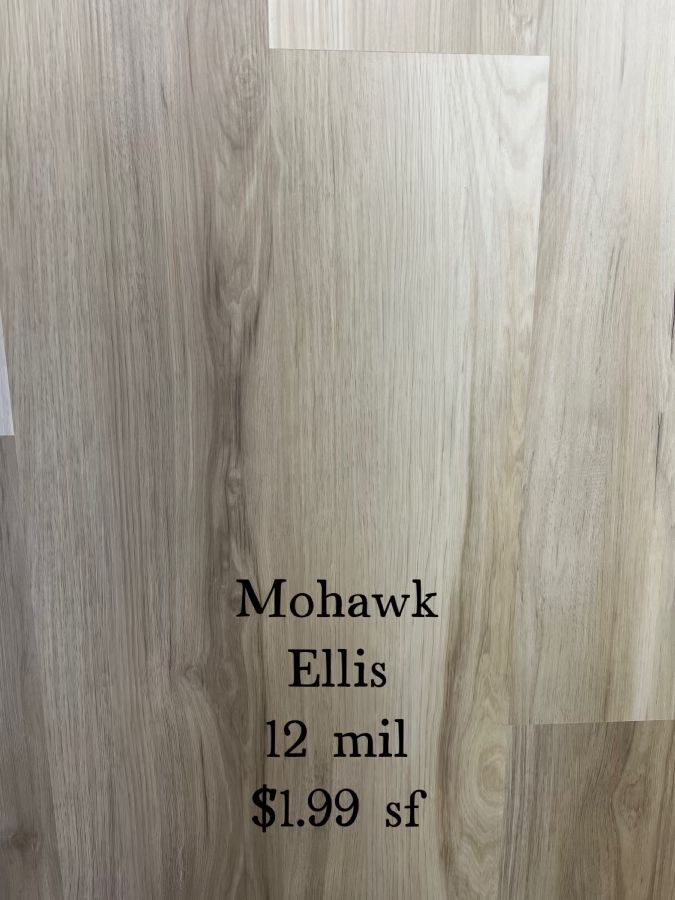 Mohawk
Ellis
12 mil
$1.99 sf